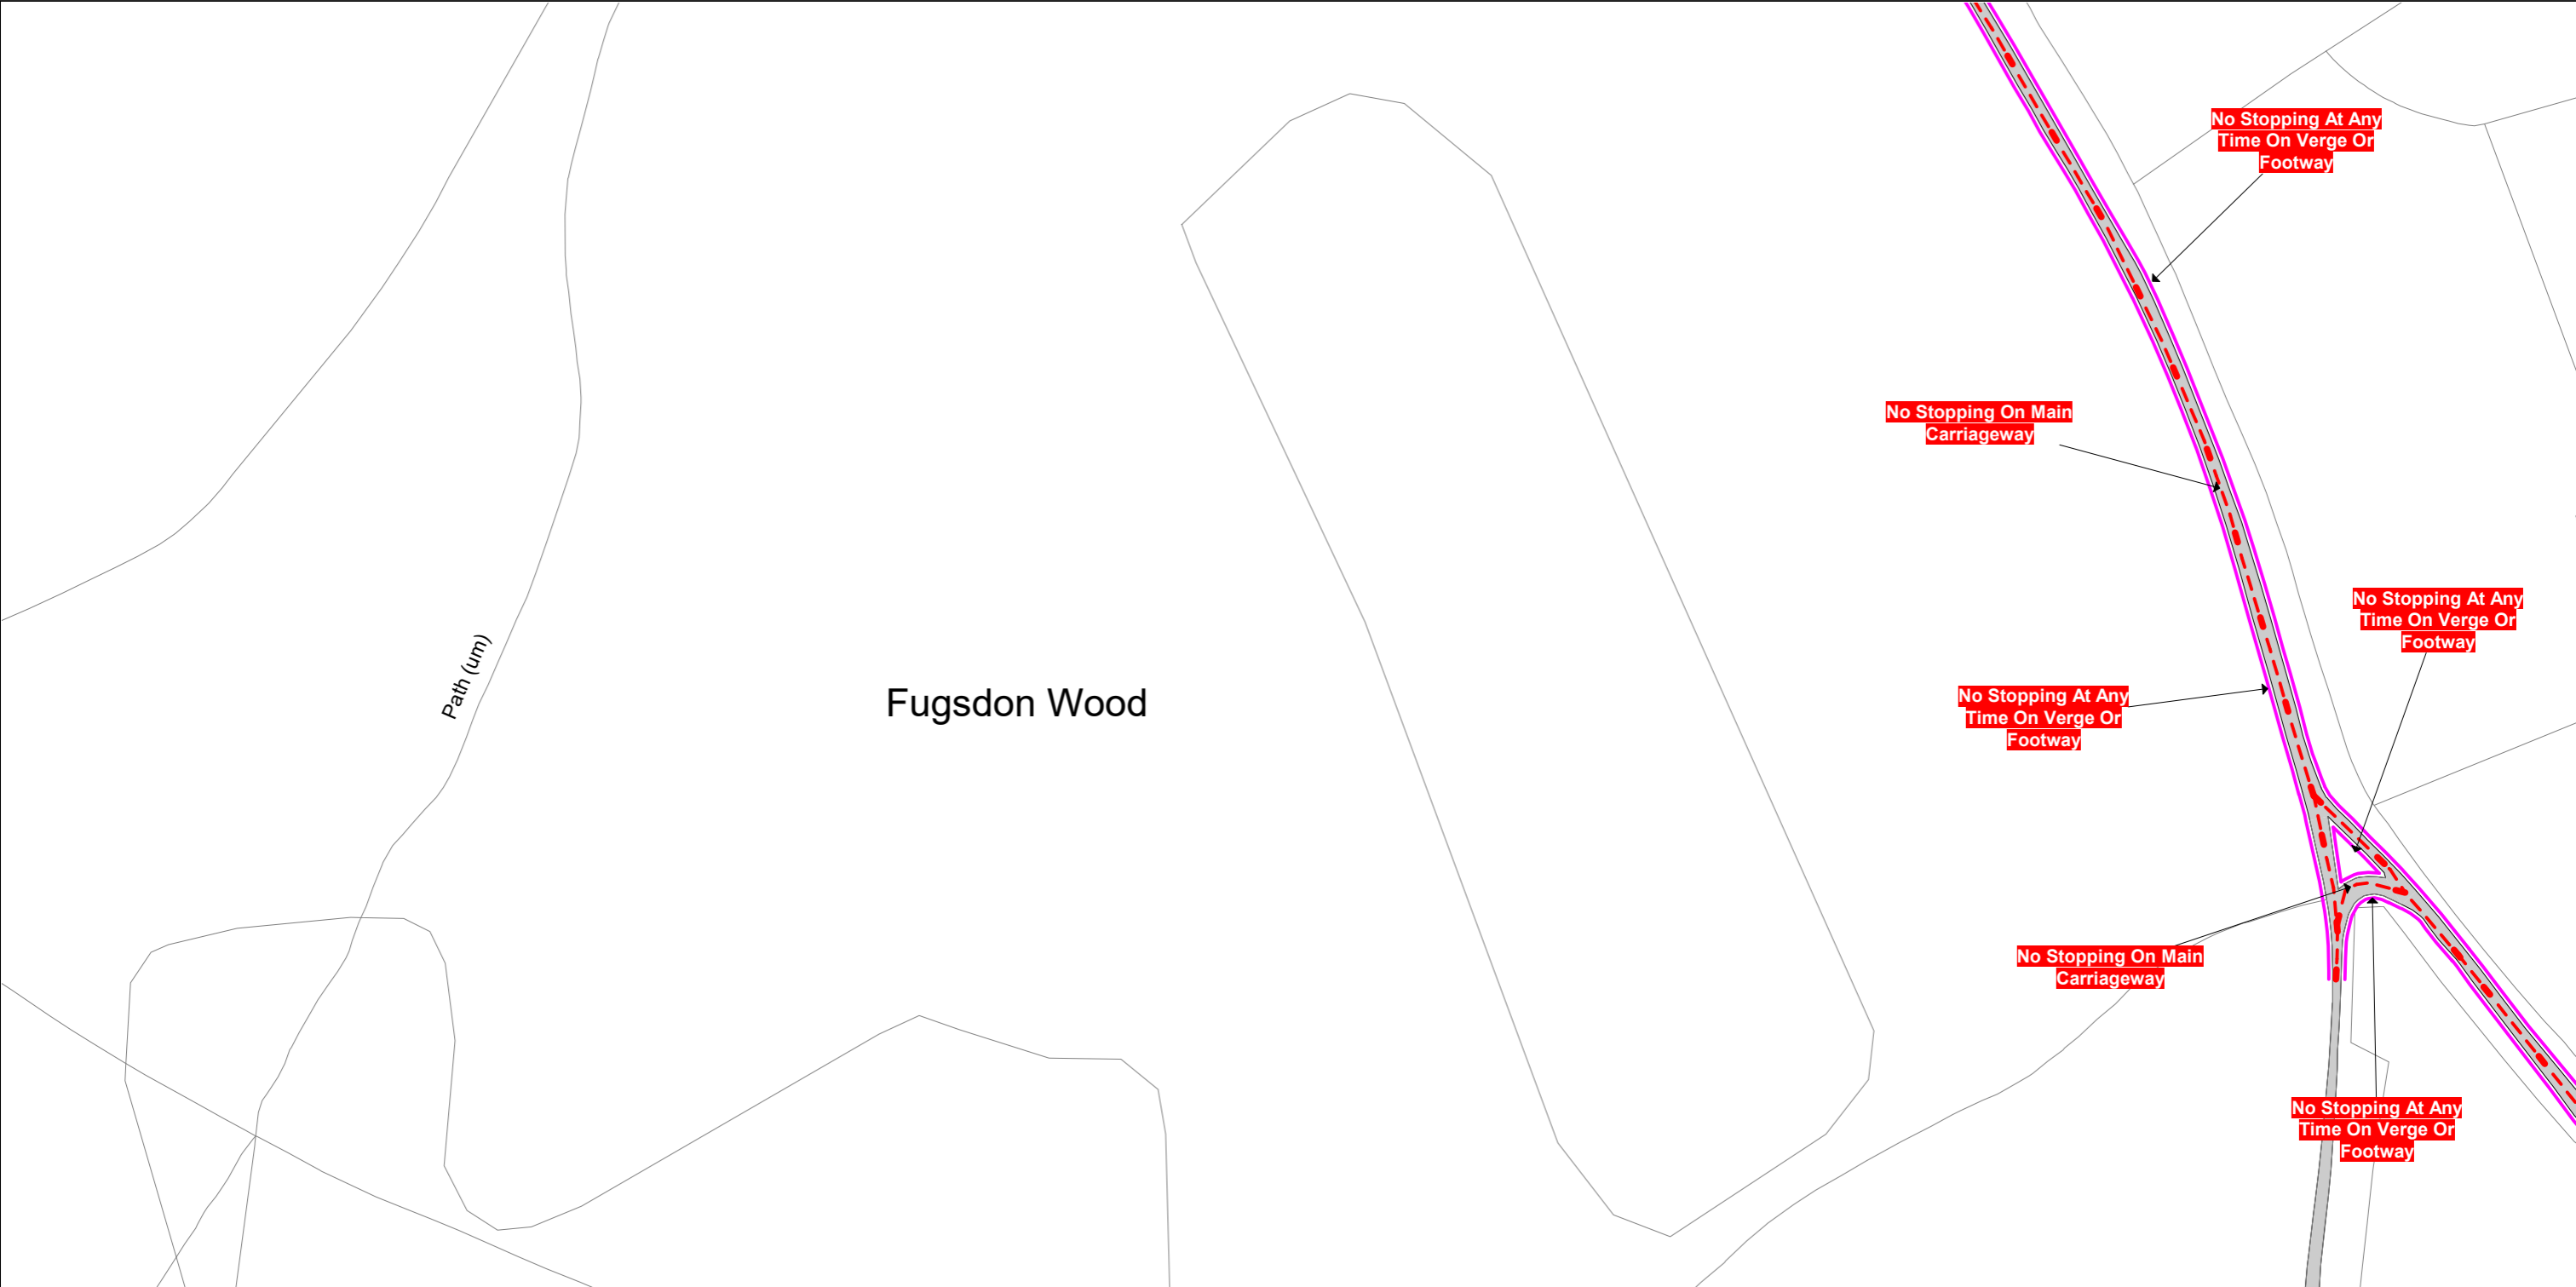 No Stopping At Any
Time On Verge Or
Footway
No Stopping On Main
Carriageway
No Stopping At Any
Time On Verge Or
Footway
Path (um)
Fugsdon Wood
No Stopping At Any
Time On Verge Or
Footway
No Stopping On Main
Carriageway
No Stopping At Any
Time On Verge Or
Footway